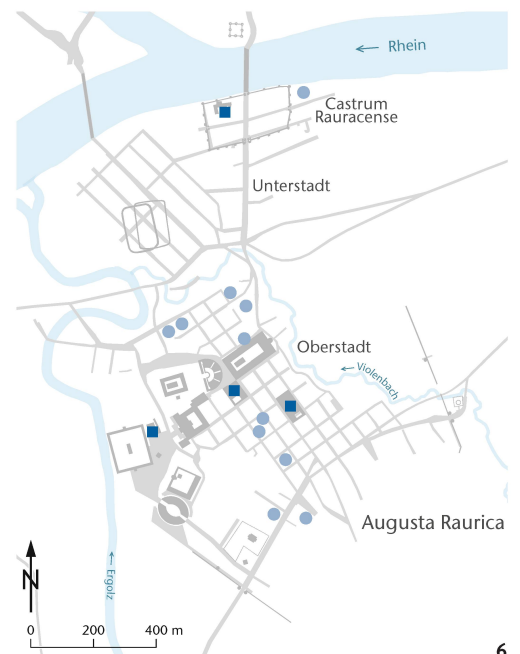 Rhein
Castrum
Rauracense
Unterstadt
Oberstadt
Violenbach
Augusta Raurica
Ergolz
N
0 200 400 m
6